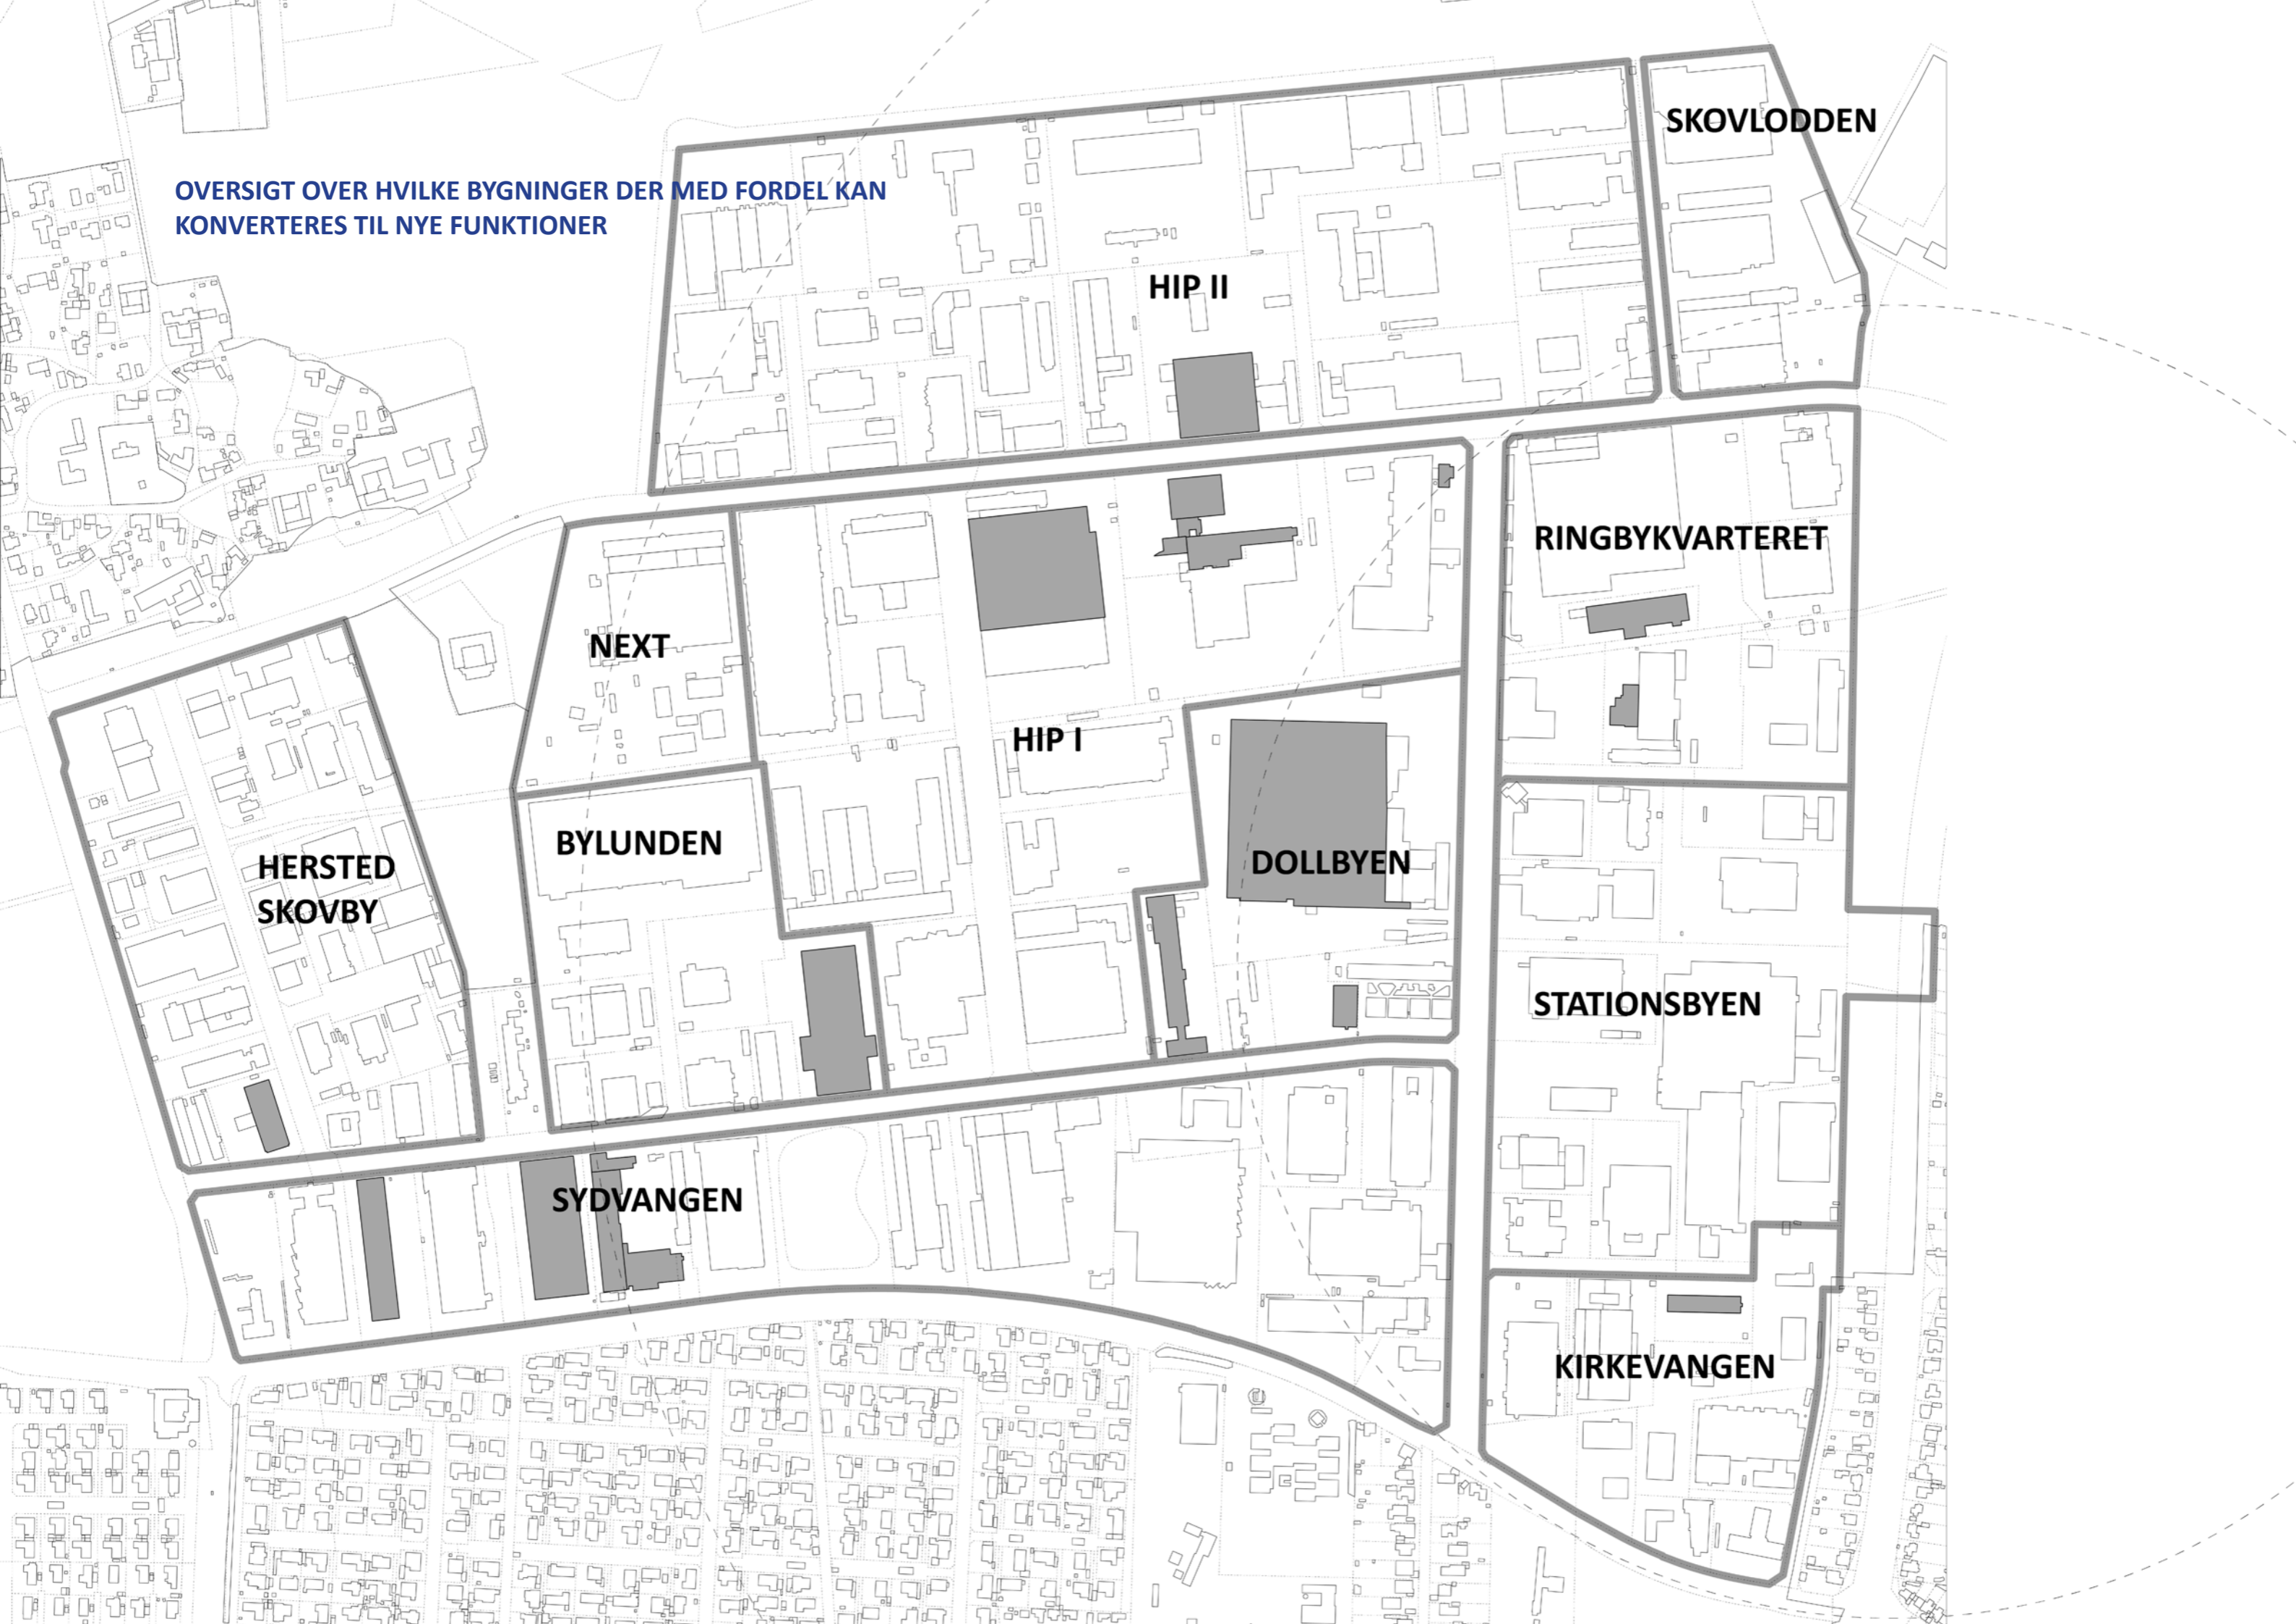 SKOVLODDEN
OVERSIGT OVER HVILKE BYGNINGER DER MED FORDEL KAN
KONVERTERES TIL NYE FUNKTIONER
HIP II
RINGBYKVARTERET
NEXT
HIP I
BYLUNDEN
DOLLBYEN
HERSTED
SKOVBY
STATIONSBYEN
SYDVANGEN
KIRKEVANGEN